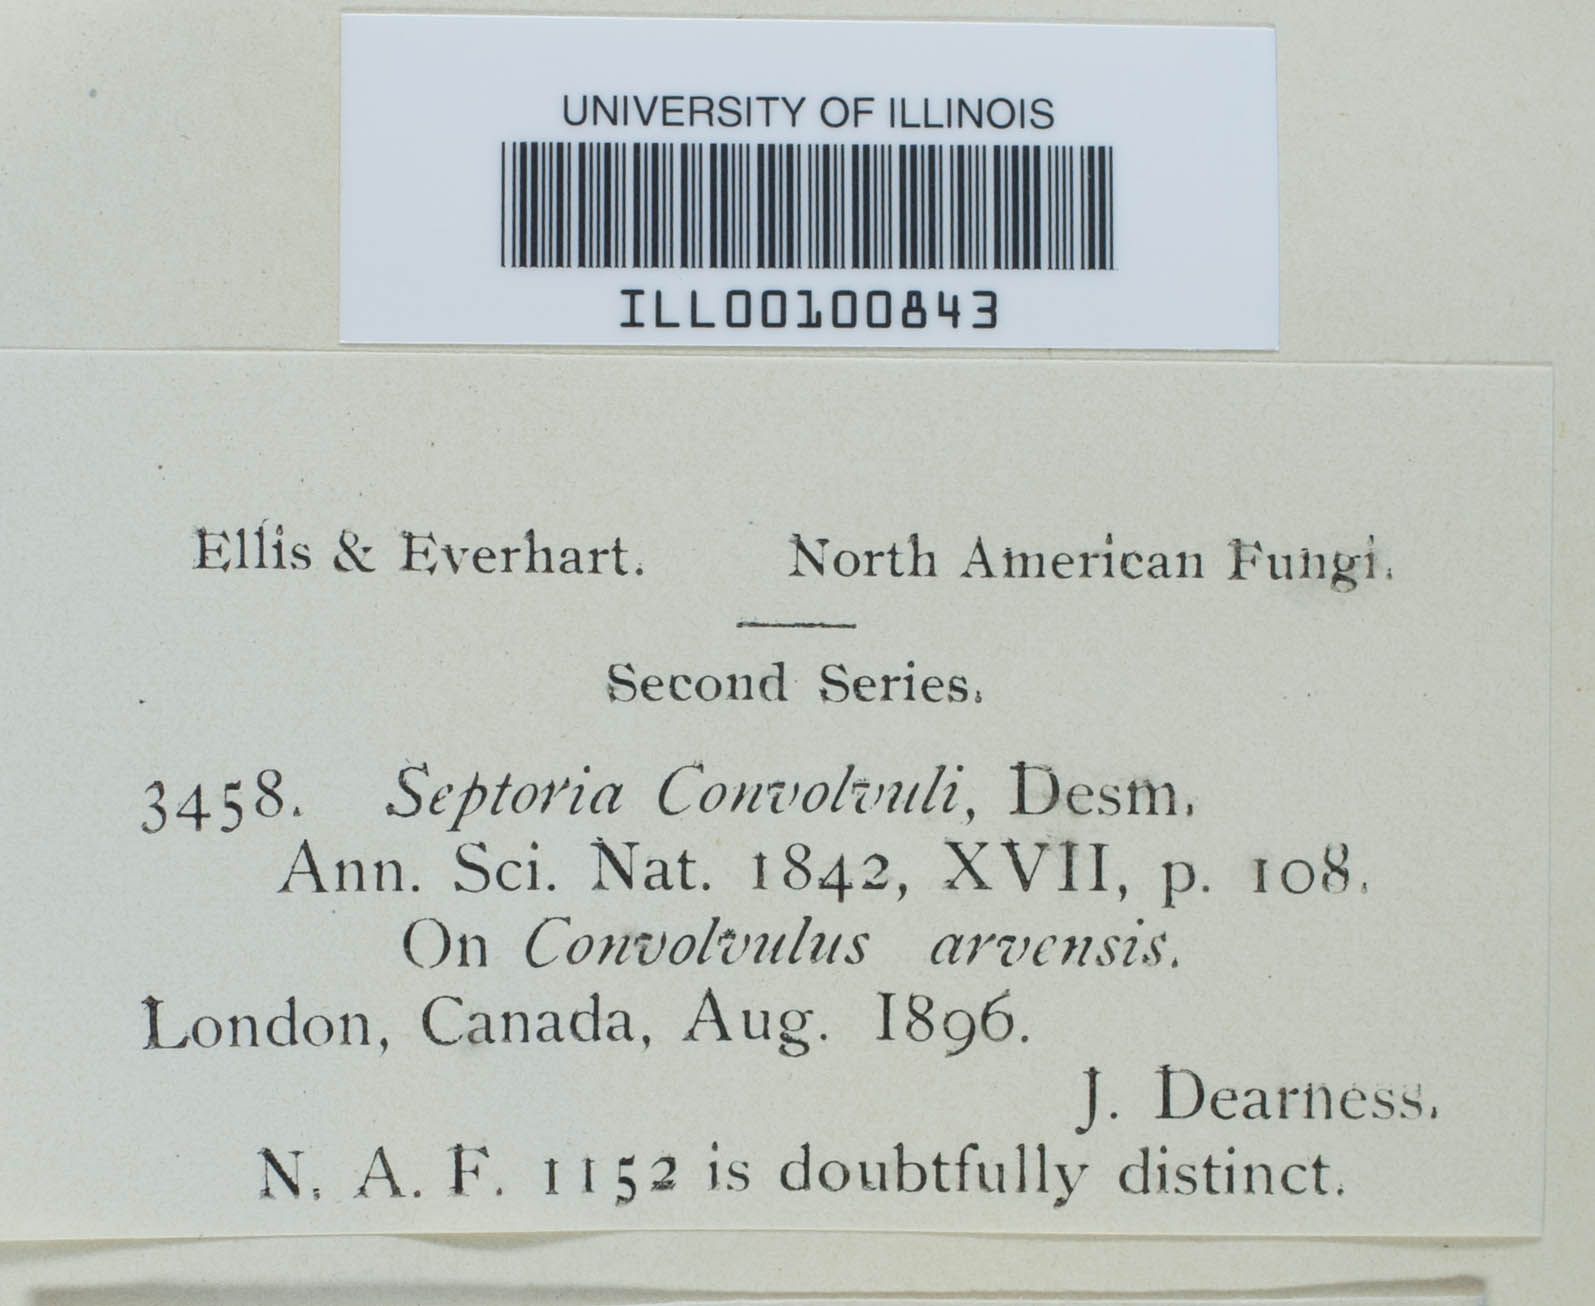 UNIVERSITY OF ILLINOIS
ILL00100843
Ellis & Everhart. North American Fungi.
Second Series.
3458. Septoria Convolvuli, Desm.
Ann. Sci. Nat. 1842, XVII, p. 108.
On Convolvulus arvensis.
London, Canada, Aug. 1896.
J. Dearness.
N. A. F. 1152 is doubtfully distinct.